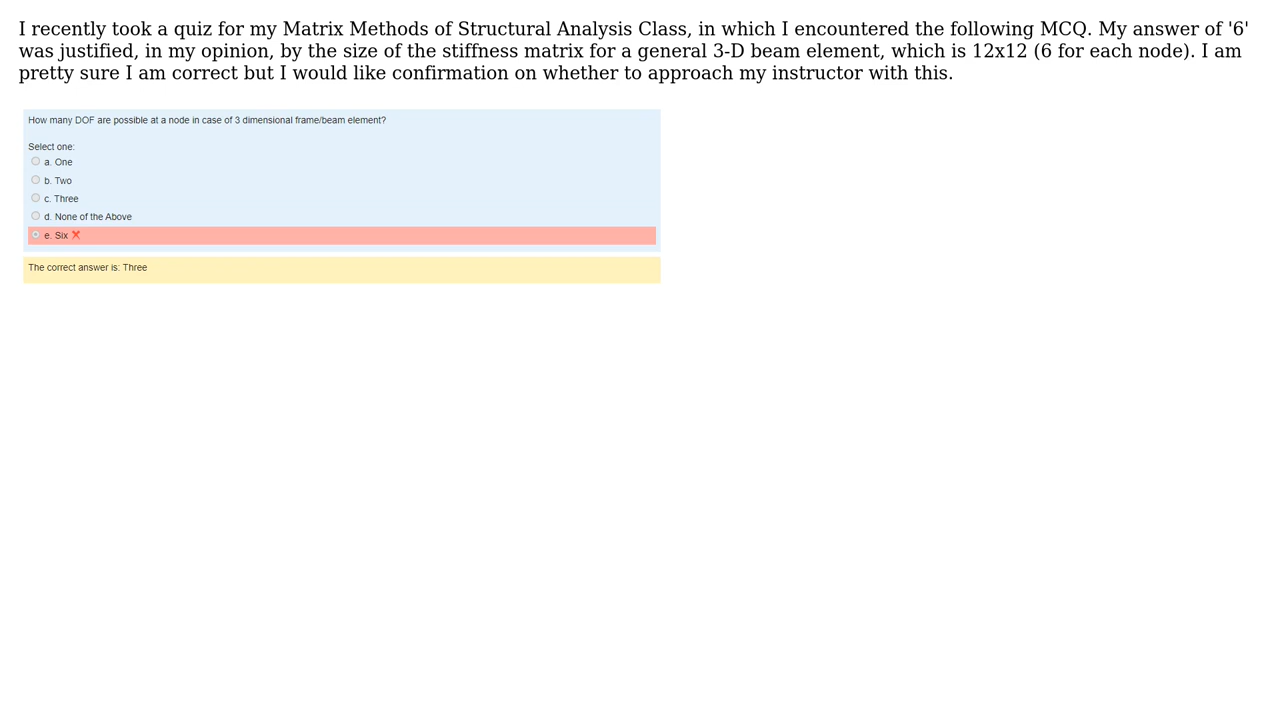 I recently took a quiz for my Matrix Methods of Structural Analysis Class, in which I encountered the following MCQ. My answer of '6'
was justified, in my opinion, by the size of the stiffness matrix for a general 3-D beam element, which is 12x12 (6 for each node). I am
pretty sure I am correct but I would like confirmation on whether to approach my instructor with this.
How many DOF are possible at a node in case of 3 dimensional frame/beam element?
Select one:
a. One
b. Two
c. Three
d. None of the Above
e. Six
The correct answer is: Three